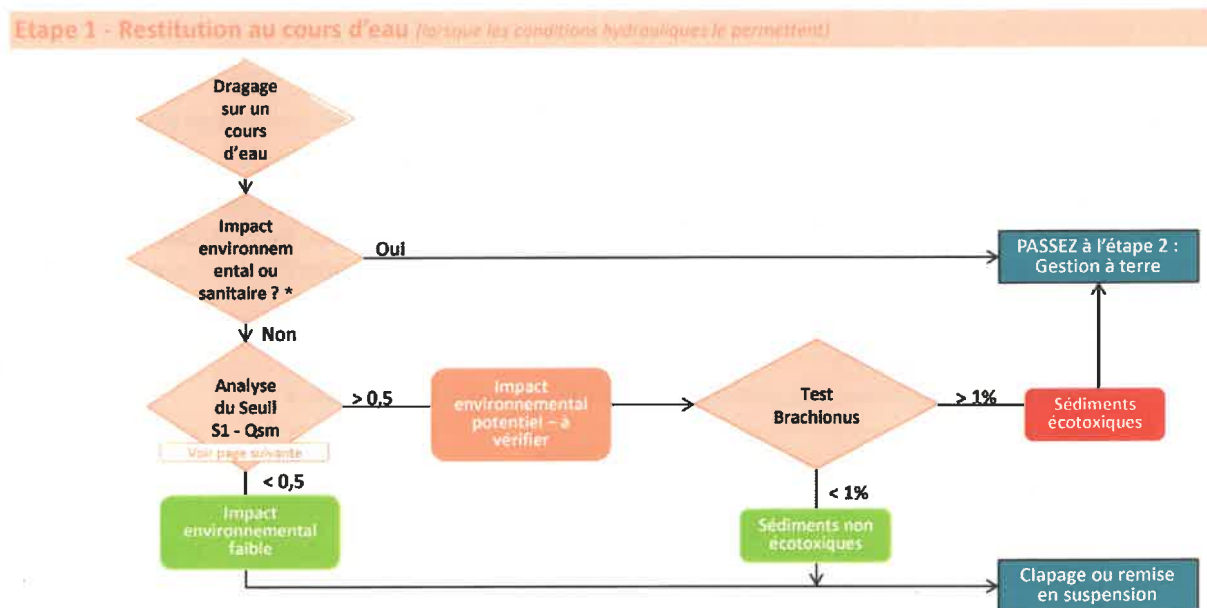 Etape 1 - Restitution au cours d'eau (lorsque les conditions hydrauliques le permettent)
Dragage
sur un
cours
d'eau
Impact
environnem
ental ou
sanitaire ? *
Oui
PASSEZ à l'étape 2 :
Gestion à terre
Non
Analyse
du Seuil
S1 - Qsm
Voir page suivante
> 0,5
Impact
environnemental
potentiel – à
vérifier
Test
Brachionus
> 1%
Sédiments
écotoxiques
< 0,5
Impact
environnemental
faible
< 1%
Sédiments non
écotoxiques
Clapage ou remise
en suspension